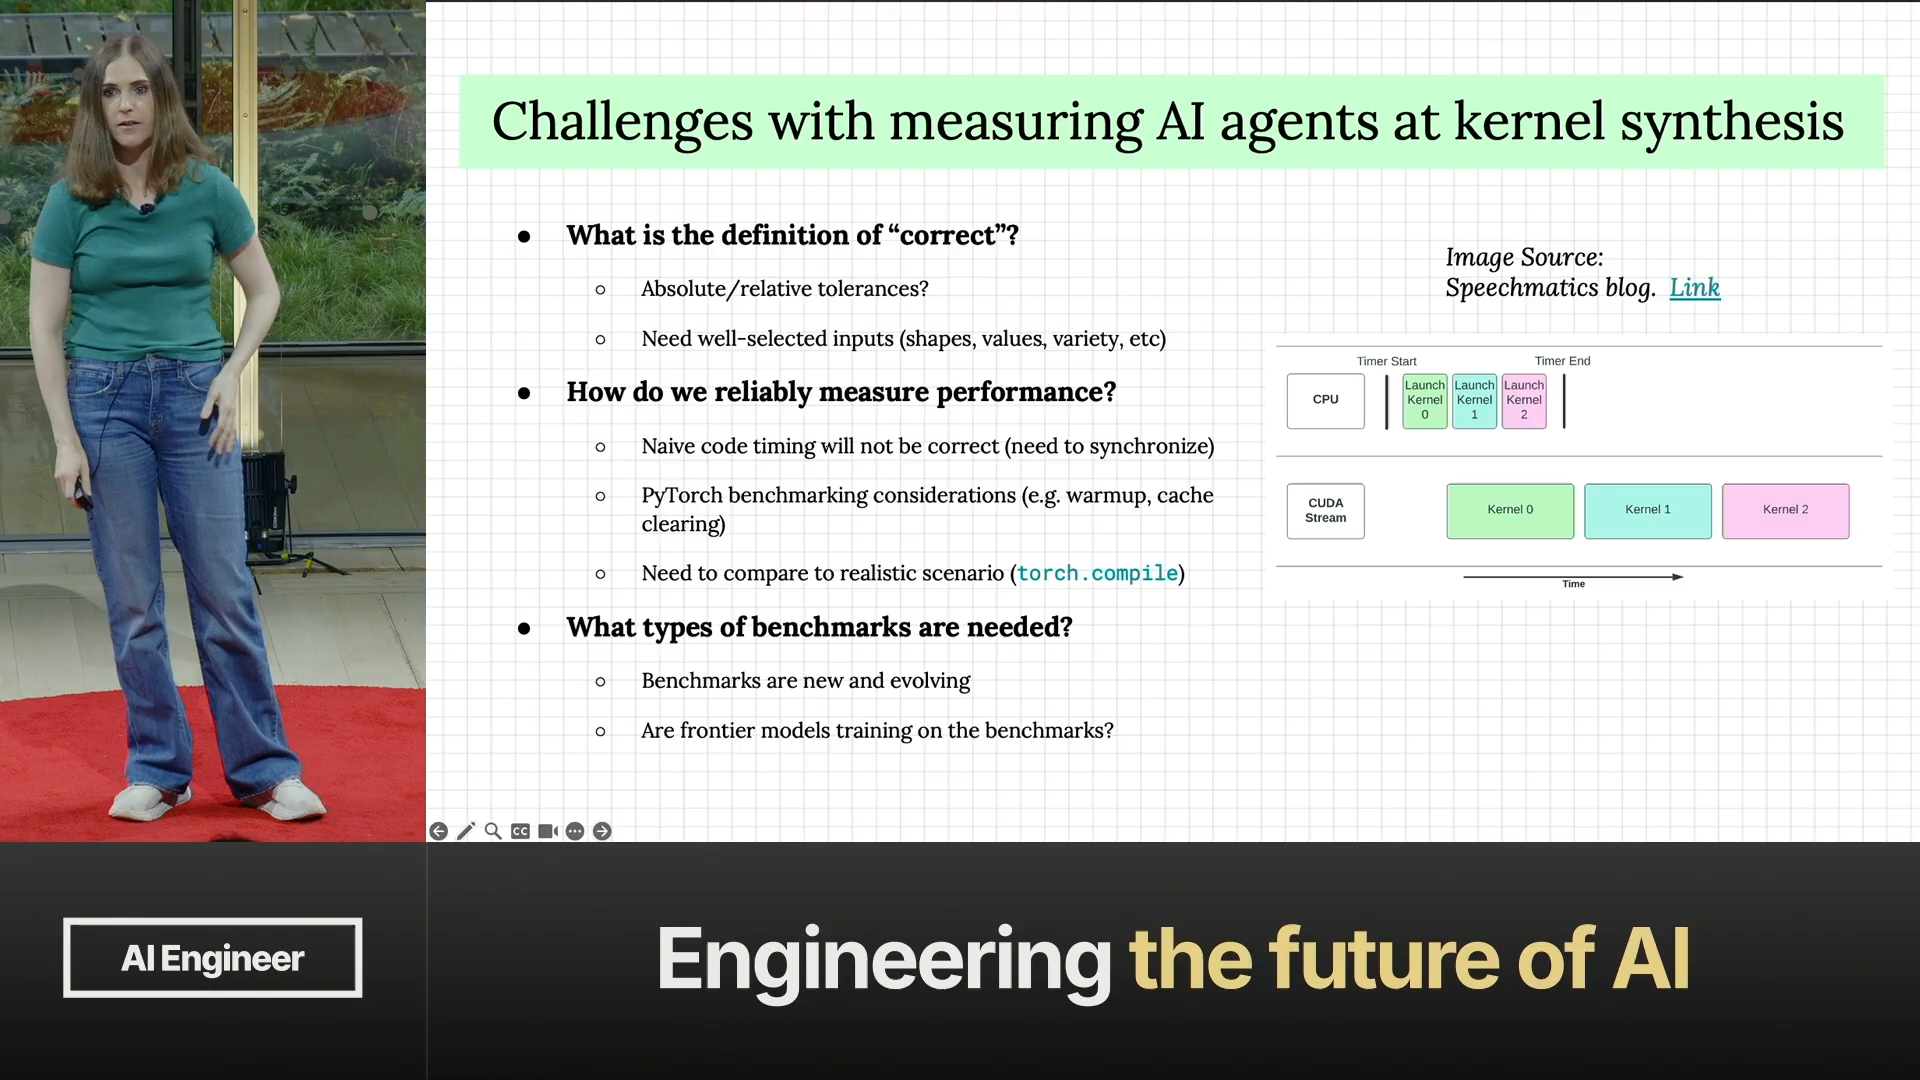 Challenges with measuring AI agents at kernel synthesis
● What is the definition of “correct”?
○ Absolute/relative tolerances?
○ Need well-selected inputs (shapes, values, variety, etc)
● How do we reliably measure performance?
○ Naive code timing will not be correct (need to synchronize)
○ PyTorch benchmarking considerations (e.g. warmup, cache
clearing)
○ Need to compare to realistic scenario (torch.compile)
● What types of benchmarks are needed?
○ Benchmarks are new and evolving
○ Are frontier models training on the benchmarks?
Image Source:
Speechmatics blog. Link
Timer Start
Timer End
CPU
Launch
Kernel
0
Launch
Kernel
1
Launch
Kernel
2
CUDA
Stream
Kernel 0
Kernel 1
Kernel 2
Time
CC
AI Engineer
Engineering the future of AI